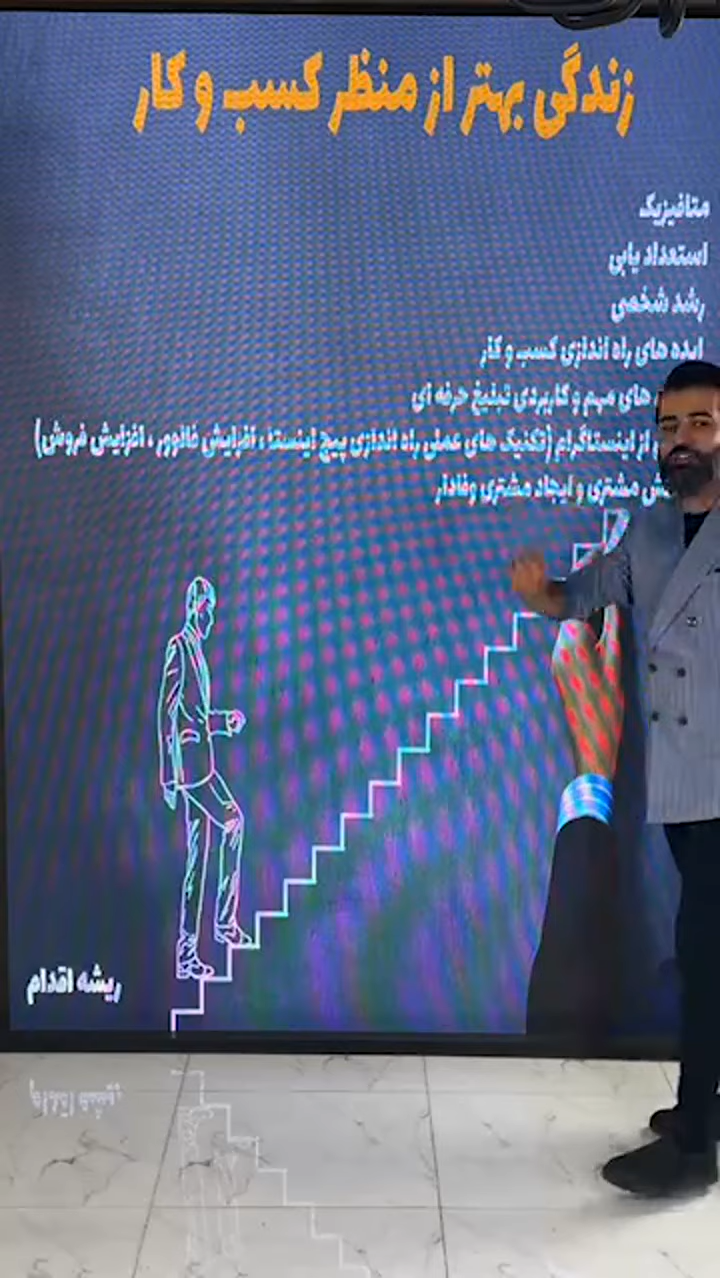 زندگی بهتر از منظر کسب و کار
متافیزیک
استعداد یابی
رشد شخصی
ایده های راه اندازی کسب و کار
های مهم و کاربردی تبلیغ حرفه ای
از اینستاگرام (تکنیک های عملی راه اندازی پیج اینستا ، افزایش فالوور ، افزایش فروش)
مشتری و ایجاد مشتری وفادار
ریشه اقدام